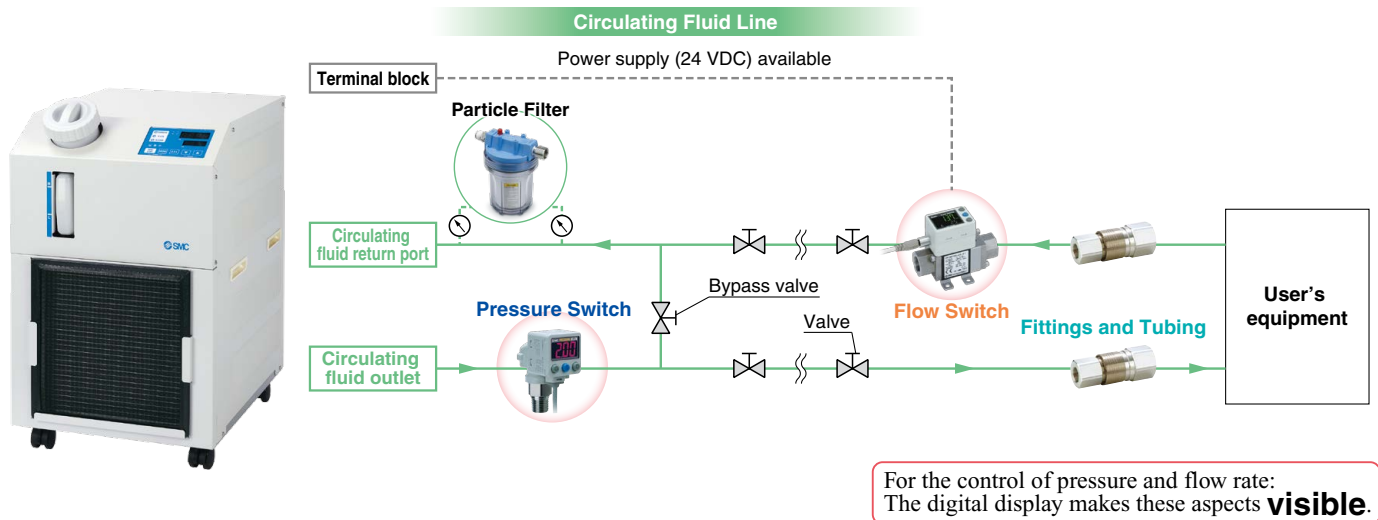 Circulating Fluid Line
Power supply (24 VDC) available
Terminal block
Particle Filter
Circulating
fluid return port
SMC
Bypass valve
Pressure Switch
Flow Switch
Valve
Fittings and Tubing
User's
equipment
Circulating
fluid outlet
200
For the control of pressure and flow rate:
The digital display makes these aspects visible.